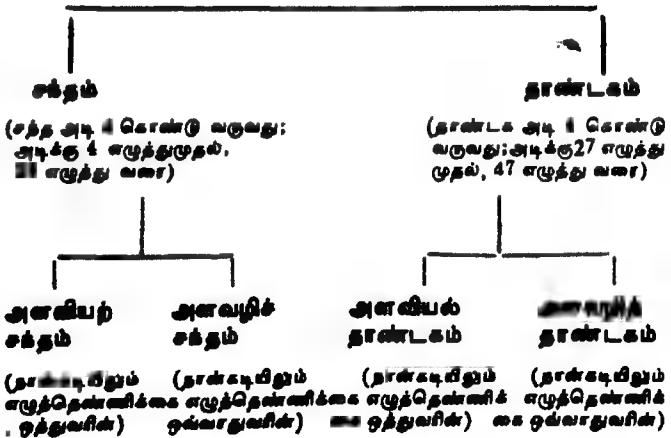 சந்தம்
(சந்த அடி 4 கொண்டு வருவது;
அடிக்கு 4 எழுத்துமுதல்,
எழுத்து வரை)
தாண்டகம்
(தாண்டக அடி 4 கொண்டு
வருவது; அடிக்கு27 எழுத்து
முதல், 47 எழுத்து வரை)
அளவியற்
சந்தம்
(நான்கடியிலும்
எழுத்தெண்ணிக்கை
ஒத்துவரின்)
அளவழிச்
சந்தம்
(நான்கடியிலும்
எழுத்தெண்ணிக்கை
ஒவ்வாதுவரின்)
அளவியல்
தாண்டகம்
(நான்கடியிலும்
எழுத்தெண்ணிக்
கை ஒத்துவரின்)
தாண்டகம்
(நான்கடியிலும்
எழுத்தெண்ணிக்
கை ஒவ்வாதுவரின்)